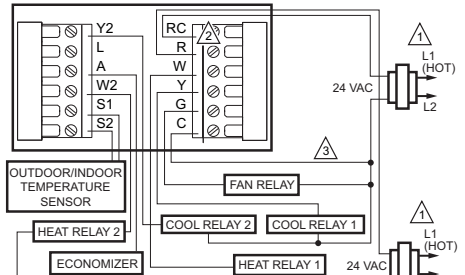 Y2
L
A
W2
S1
S2
RC
R
W
Y
G
C
2
1
L1
(HOT)
24 VAC
L2
3
OUTDOOR/INDOOR
TEMPERATURE
SENSOR
FAN RELAY
HEAT RELAY 2
COOL RELAY 2
COOL RELAY 1
1
L1
(HOT)
ECONOMIZER
HEAT RELAY 1
24 VAC